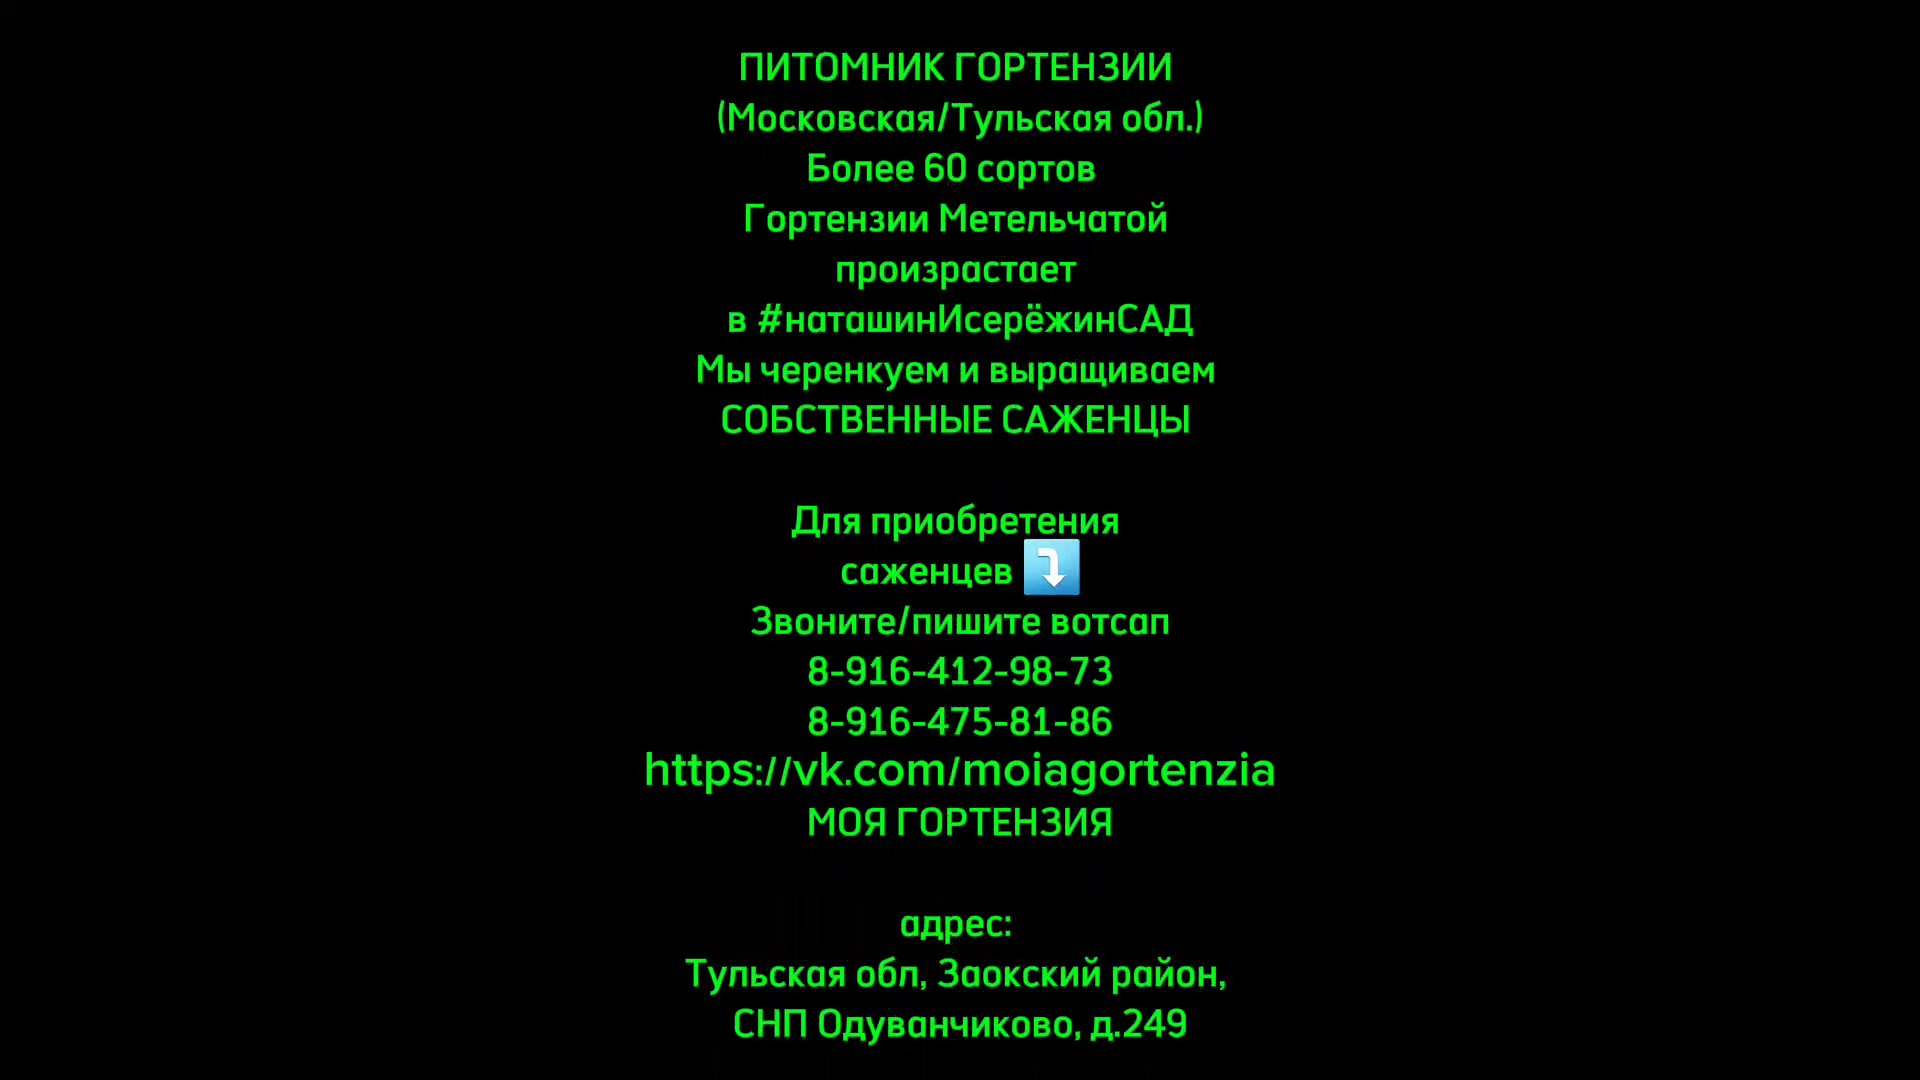 ПИТОМНИК ГОРТЕНЗИИ
(Московская/Тульская обл.)
Более 60 сортов
Гортензии Метельчатой
произрастает
в #наташинИсерёжинСАД
Мы черенкуем и выращиваем
СОБСТВЕННЫЕ САЖЕНЦЫ
Для приобретения
саженцев ⤵️
Звоните/пишите вотсап
8-916-412-98-73
8-916-475-81-86
https://vk.com/moiagortenzia
МОЯ ГОРТЕНЗИЯ
адрес:
Тульская обл, Заокский район,
СНП Одуванчиково, д.249